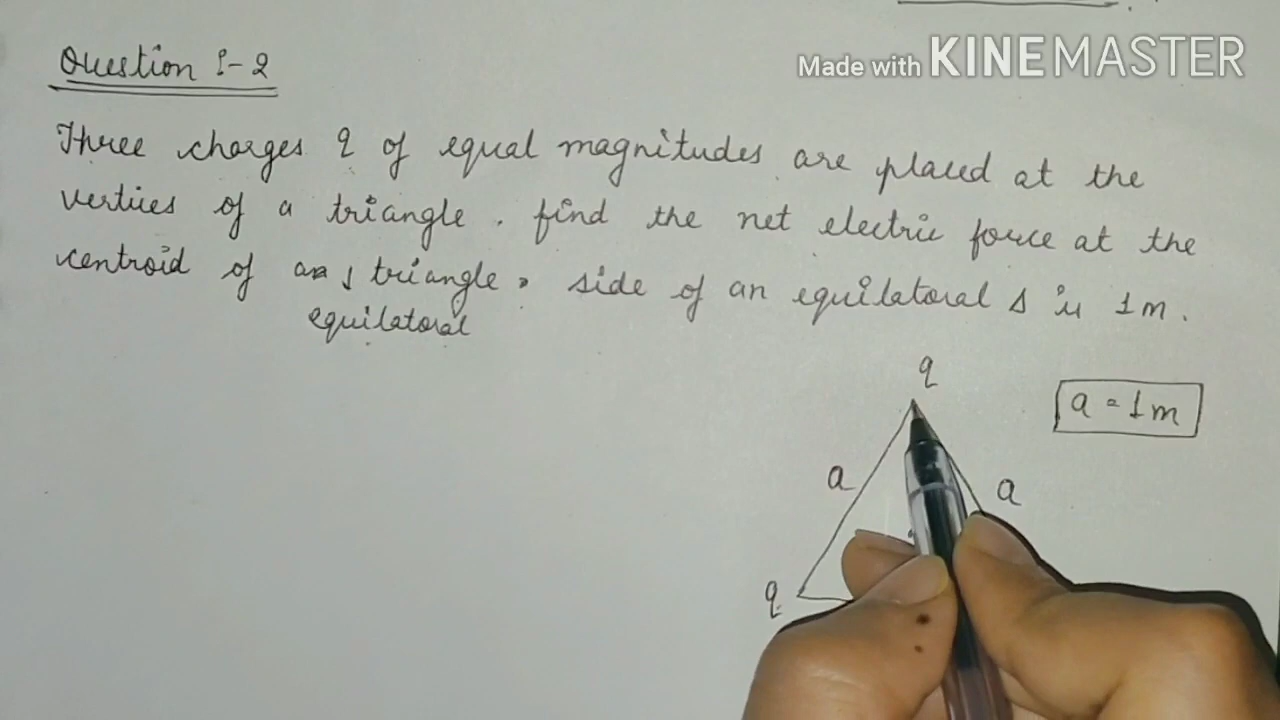 Made with KINEMASTER
Question :- 2
Three charges q of equal magnitudes are placed at the
vertices of a triangle. find the net electric force at the
centroid of an triangle. side of an equilatoral Δ is 1m.
equilatoral
q
a = 1m
a
a
q